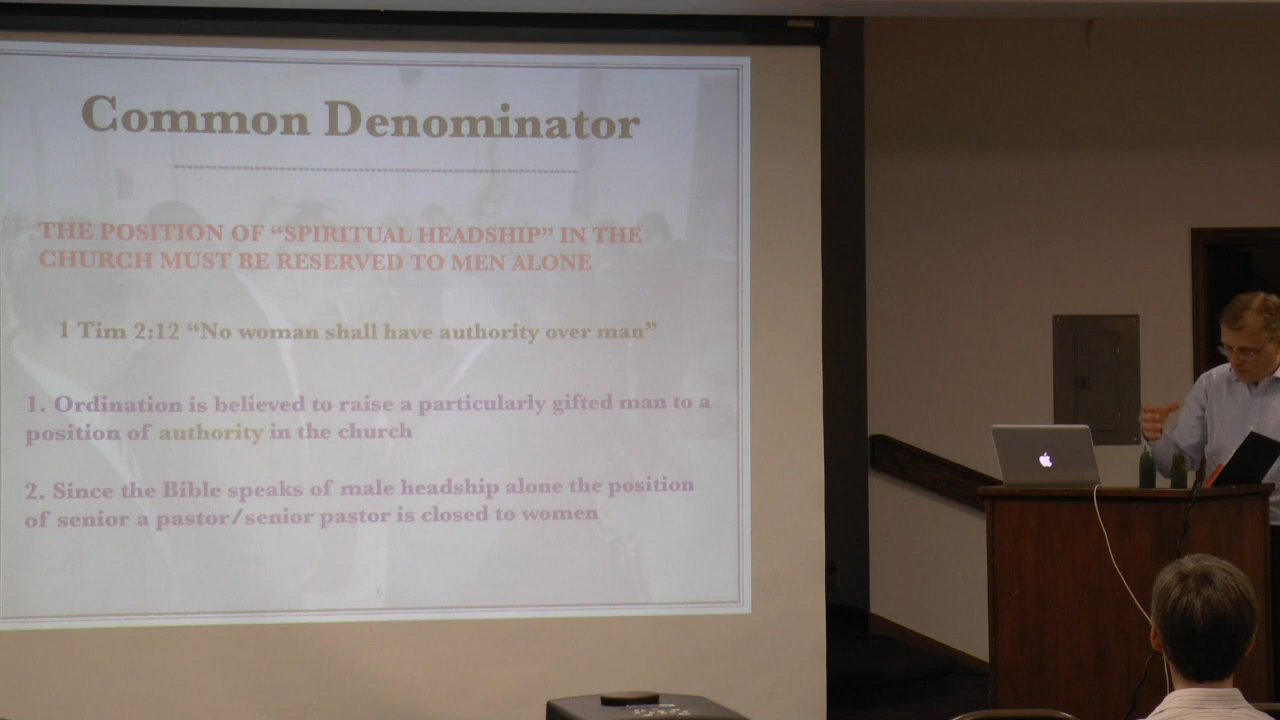 Common Denominator
THE POSITION OF “SPIRITUAL HEADSHIP” IN THE
CHURCH MUST BE RESERVED TO MEN ALONE
1 Tim 2:12 “No woman shall have authority over man”
1. Ordination is believed to raise a particularly gifted man to a
position of authority in the church
2. Since the Bible speaks of male headship alone the position
of senior a pastor/senior pastor is closed to women